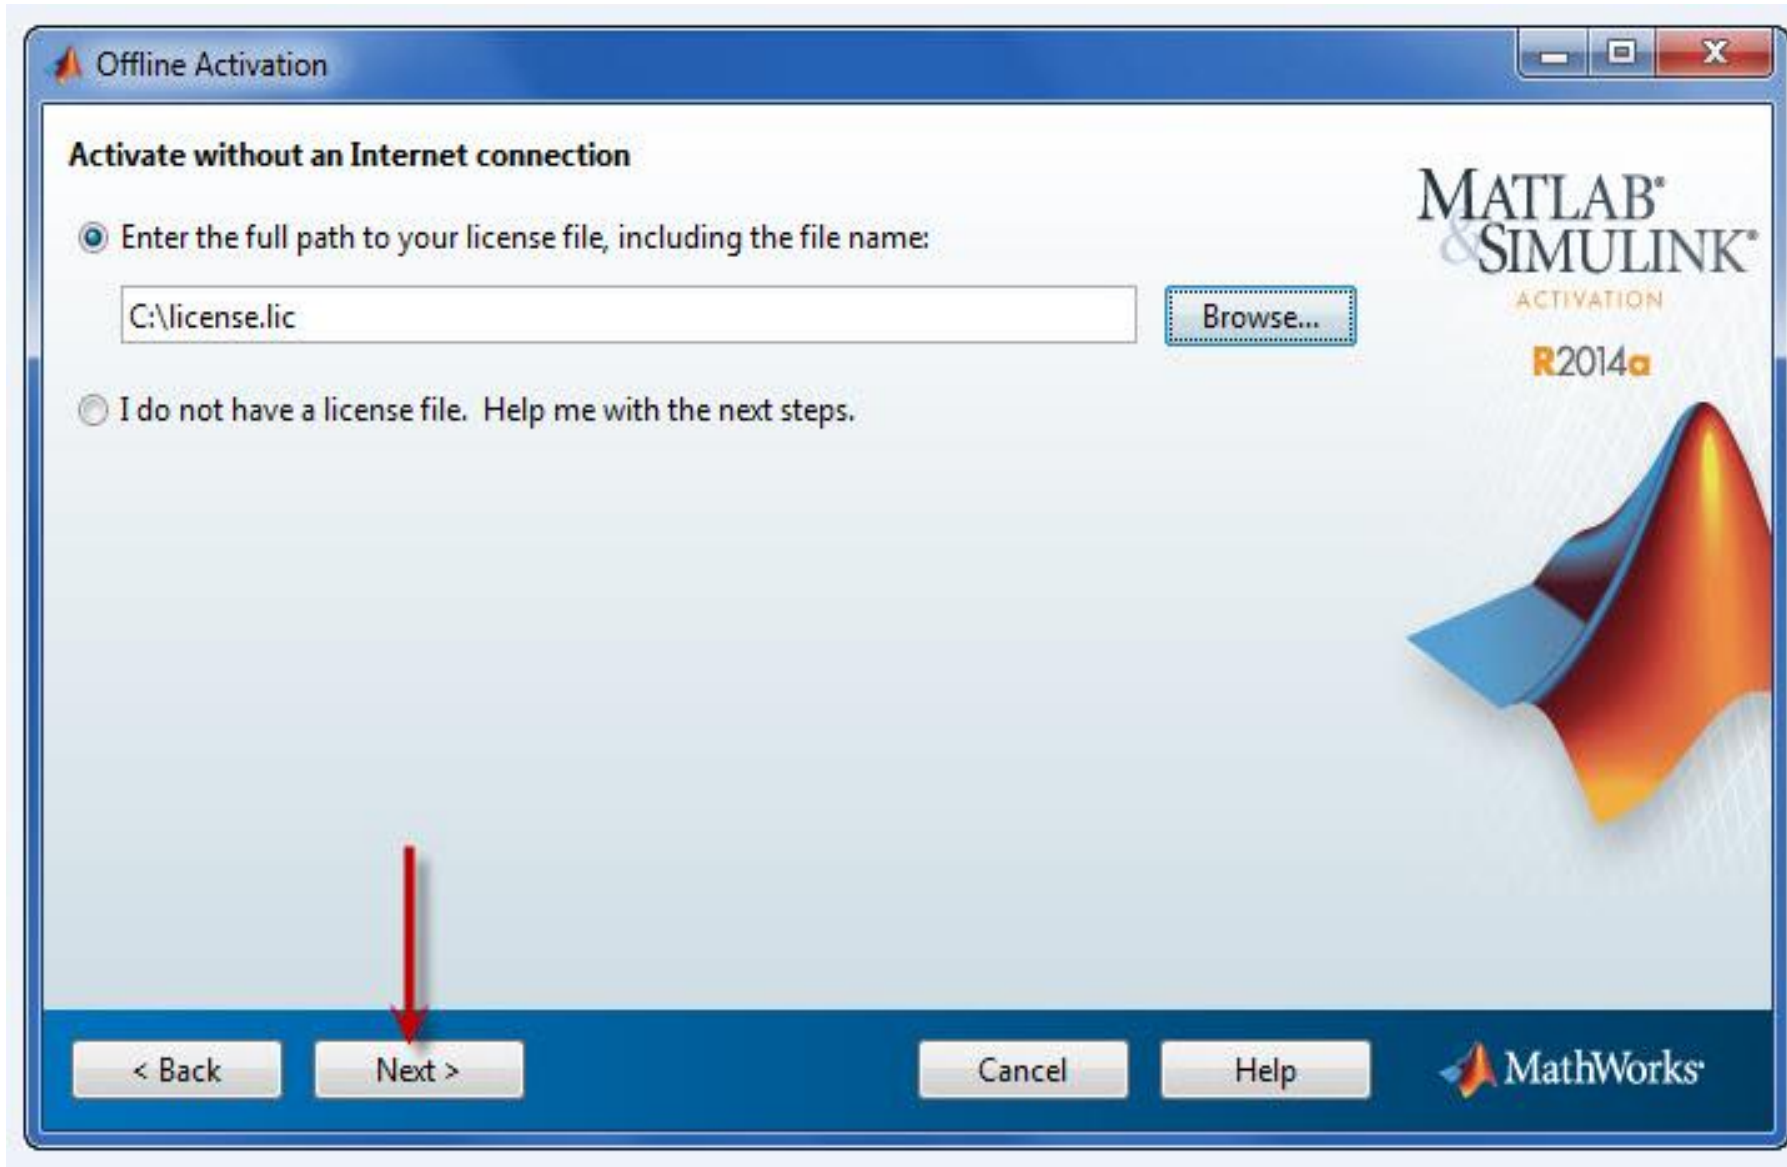 Offline Activation
Activate without an Internet connection
Enter the full path to your license file, including the file name:
C:\license.lic
Browse...
I do not have a license file.  Help me with the next steps.
MATLAB®
&SIMULINK®
ACTIVATION
R2014a
< Back
Next >
Cancel
Help
MathWorks®